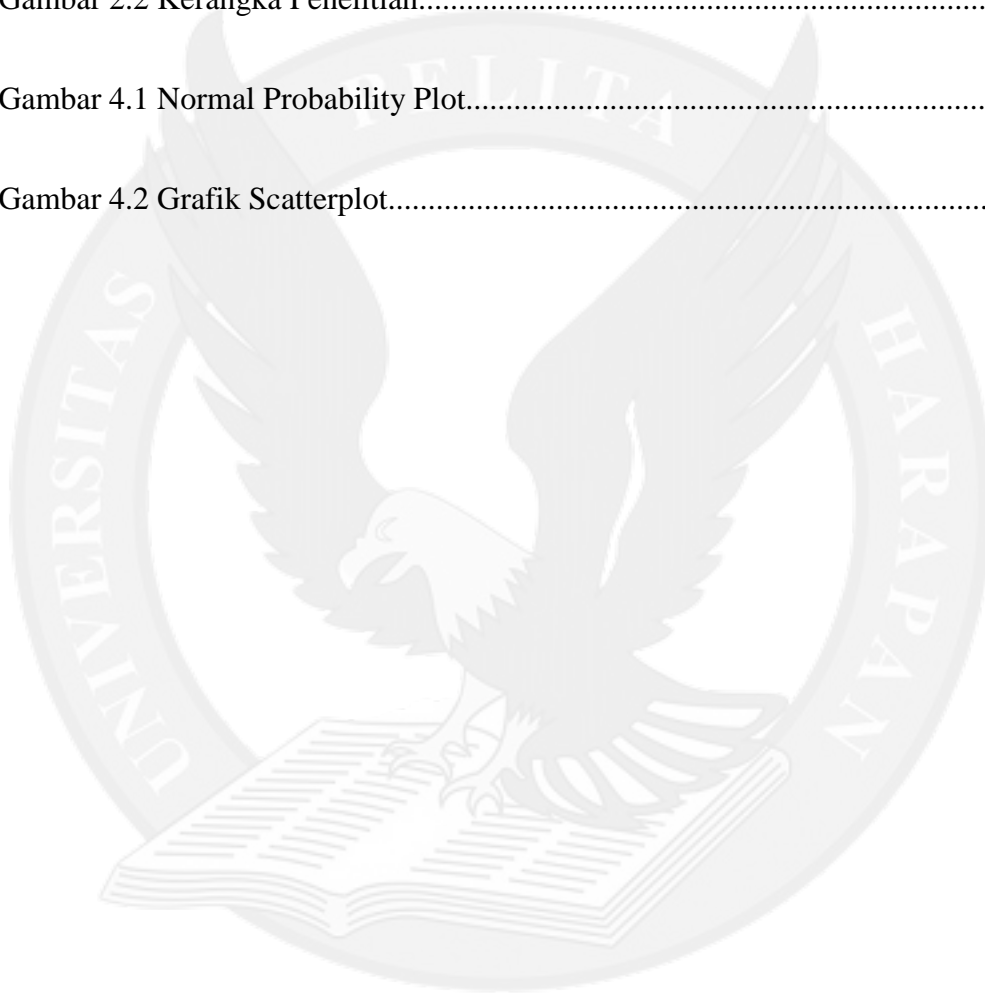 Gambar 2.2 Kerangka Penelitian...........................................................................
Gambar 4.1 Normal Probability Plot.....................................................................
Gambar 4.2 Grafik Scatterplot...............................................................................
UNIVERSITAS PELITA HARAPAN